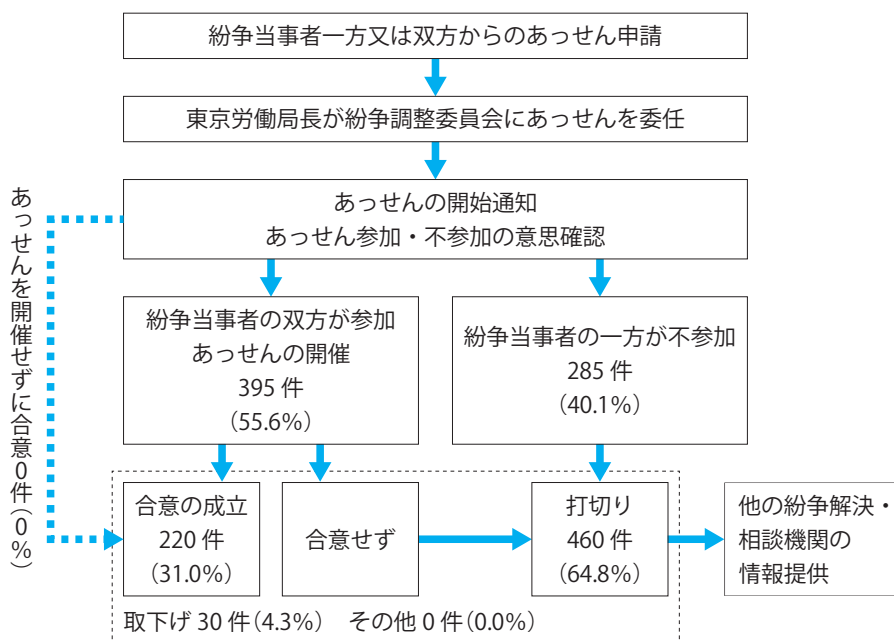 紛争当事者一方又は双方からのあっせん申請
東京労働局長が紛争調整委員会にあっせんを委任
あっせんの開始通知
あっせん参加・不参加の意思確認
あっせんを開催せずに合意0件(0%)
紛争当事者の双方が参加
あっせんの開催
395 件
(55.6%)
紛争当事者の一方が不参加
285 件
(40.1%)
合意の成立
220 件
(31.0%)
合意せず
打切り
460 件
(64.8%)
他の紛争解決・
相談機関の
情報提供
取下げ 30 件(4.3%) その他 0 件(0.0%)